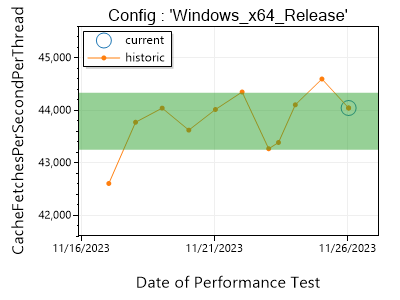 Config : 'Windows_x64_Release'
CacheFetchesPerSecondPerThread
current
historic
45,000
44,000
43,000
42,000
11/16/2023
11/21/2023
11/26/2023
Date of Performance Test